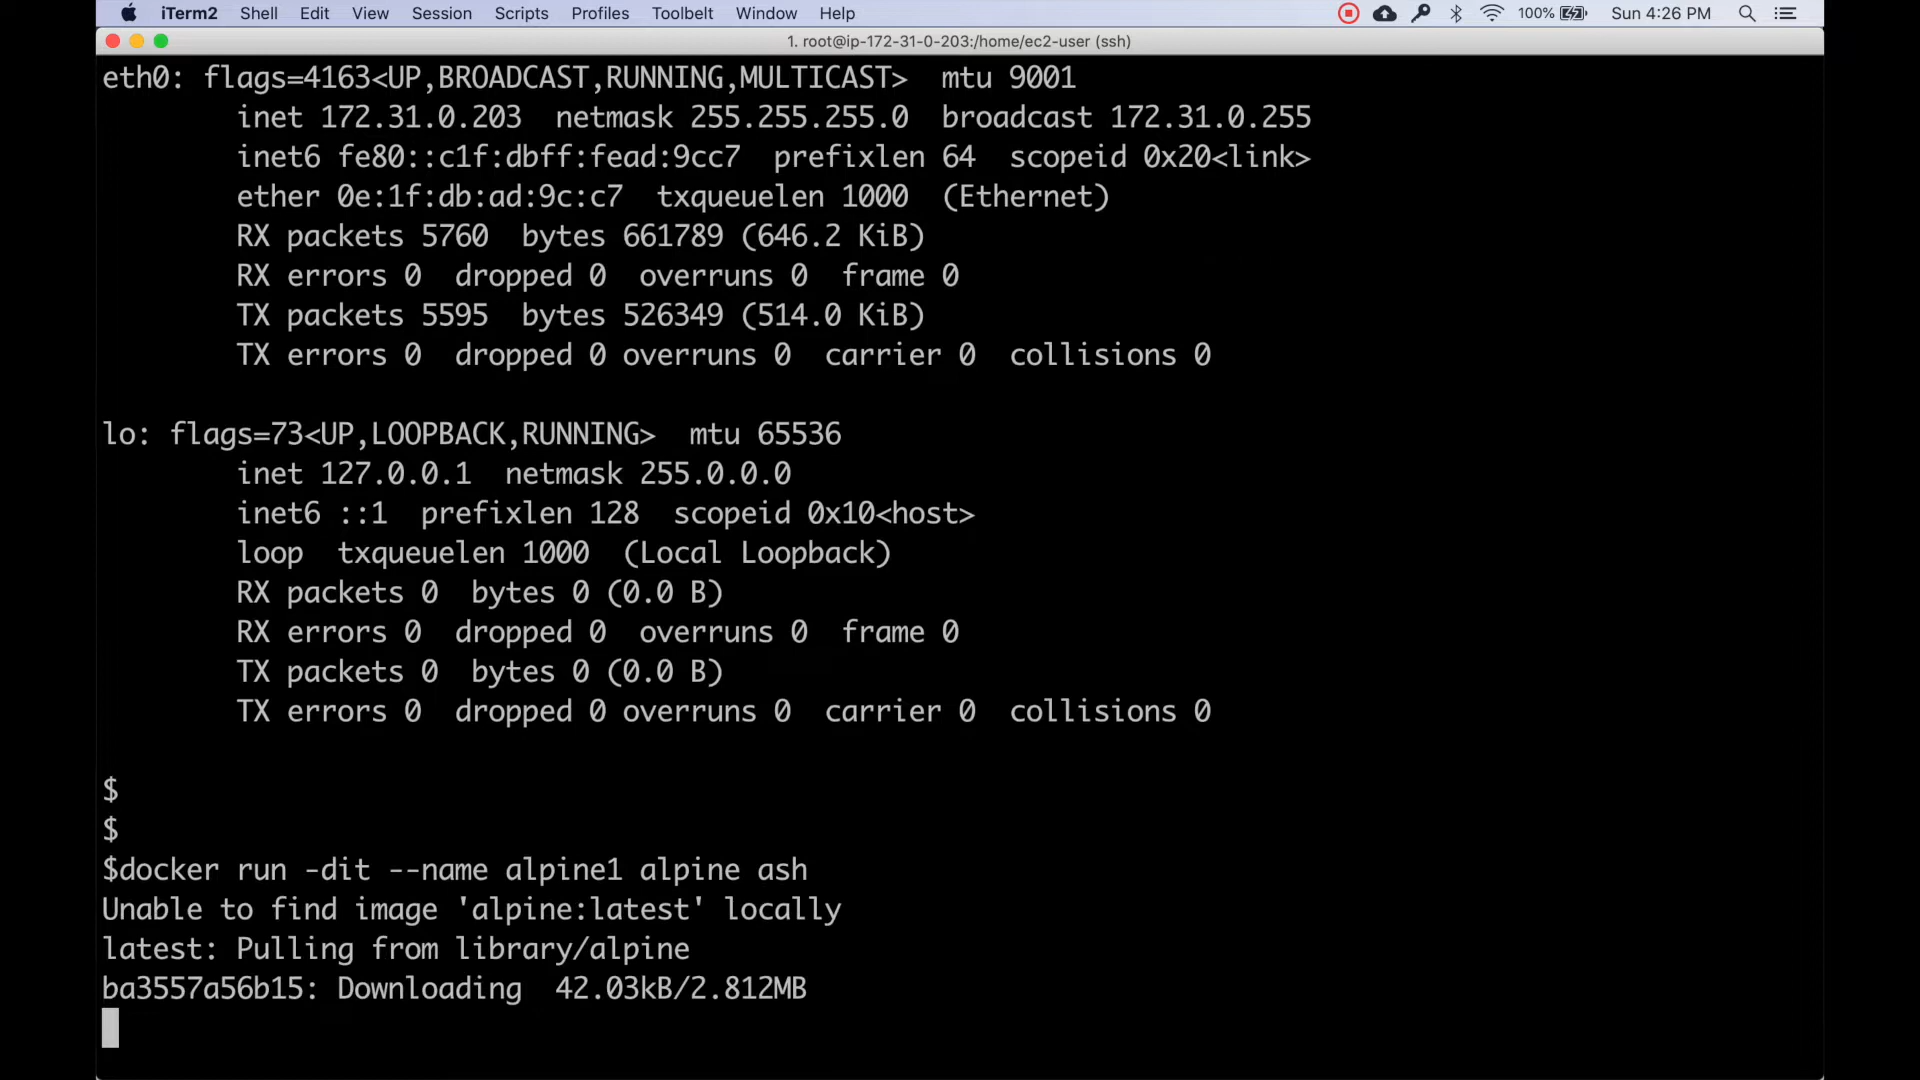 iTerm2 Shell Edit View Session Scripts Profiles Toolbelt Window Help 100% Sun 4:26 PM
1. root@ip-172-31-0-203:/home/ec2-user (ssh)
eth0: flags=4163<UP,BROADCAST,RUNNING,MULTICAST>  mtu 9001
        inet 172.31.0.203  netmask 255.255.255.0  broadcast 172.31.0.255
        inet6 fe80::c1f:dbff:fead:9cc7  prefixlen 64  scopeid 0x20<link>
        ether 0e:1f:db:ad:9c:c7  txqueuelen 1000  (Ethernet)
        RX packets 5760  bytes 661789 (646.2 KiB)
        RX errors 0  dropped 0  overruns 0  frame 0
        TX packets 5595  bytes 526349 (514.0 KiB)
        TX errors 0  dropped 0 overruns 0  carrier 0  collisions 0
lo: flags=73<UP,LOOPBACK,RUNNING>  mtu 65536
        inet 127.0.0.1  netmask 255.0.0.0
        inet6 ::1  prefixlen 128  scopeid 0x10<host>
        loop  txqueuelen 1000  (Local Loopback)
        RX packets 0  bytes 0 (0.0 B)
        RX errors 0  dropped 0  overruns 0  frame 0
        TX packets 0  bytes 0 (0.0 B)
        TX errors 0  dropped 0 overruns 0  carrier 0  collisions 0
$
$
$docker run -dit --name alpine1 alpine ash
Unable to find image 'alpine:latest' locally
latest: Pulling from library/alpine
ba3557a56b15: Downloading  42.03kB/2.812MB